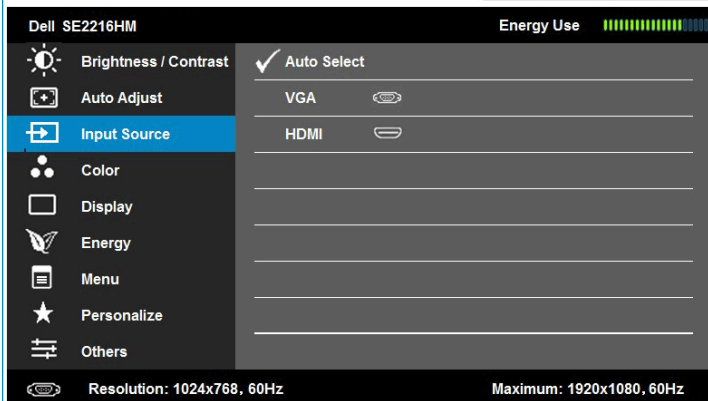 Dell SE2216HM Energy Use
Brightness / Contrast Auto Select
Auto Adjust VGA
Input Source HDMI
Color
Display
Energy
Menu
Personalize
Others
Resolution: 1024x768, 60Hz Maximum: 1920x1080, 60Hz